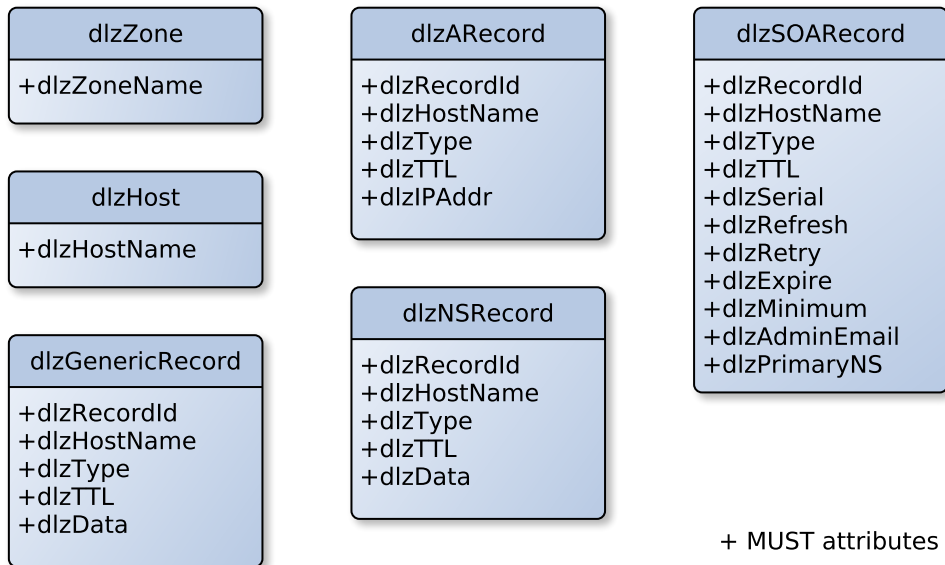 dlzZone
+dlzZoneName
dlzHost
+dlzHostName
dlzGenericRecord
+dlzRecordId
+dlzHostName
+dlzType
+dlzTTL
+dlzData
dlzARecord
+dlzRecordId
+dlzHostName
+dlzType
+dlzTTL
+dlzIPAddr
dlzNSRecord
+dlzRecordId
+dlzHostName
+dlzType
+dlzTTL
+dlzData
dlzSOARecord
+dlzRecordId
+dlzHostName
+dlzType
+dlzTTL
+dlzSerial
+dlzRefresh
+dlzRetry
+dlzExpire
+dlzMinimum
+dlzAdminEmail
+dlzPrimaryNS
+ MUST attributes